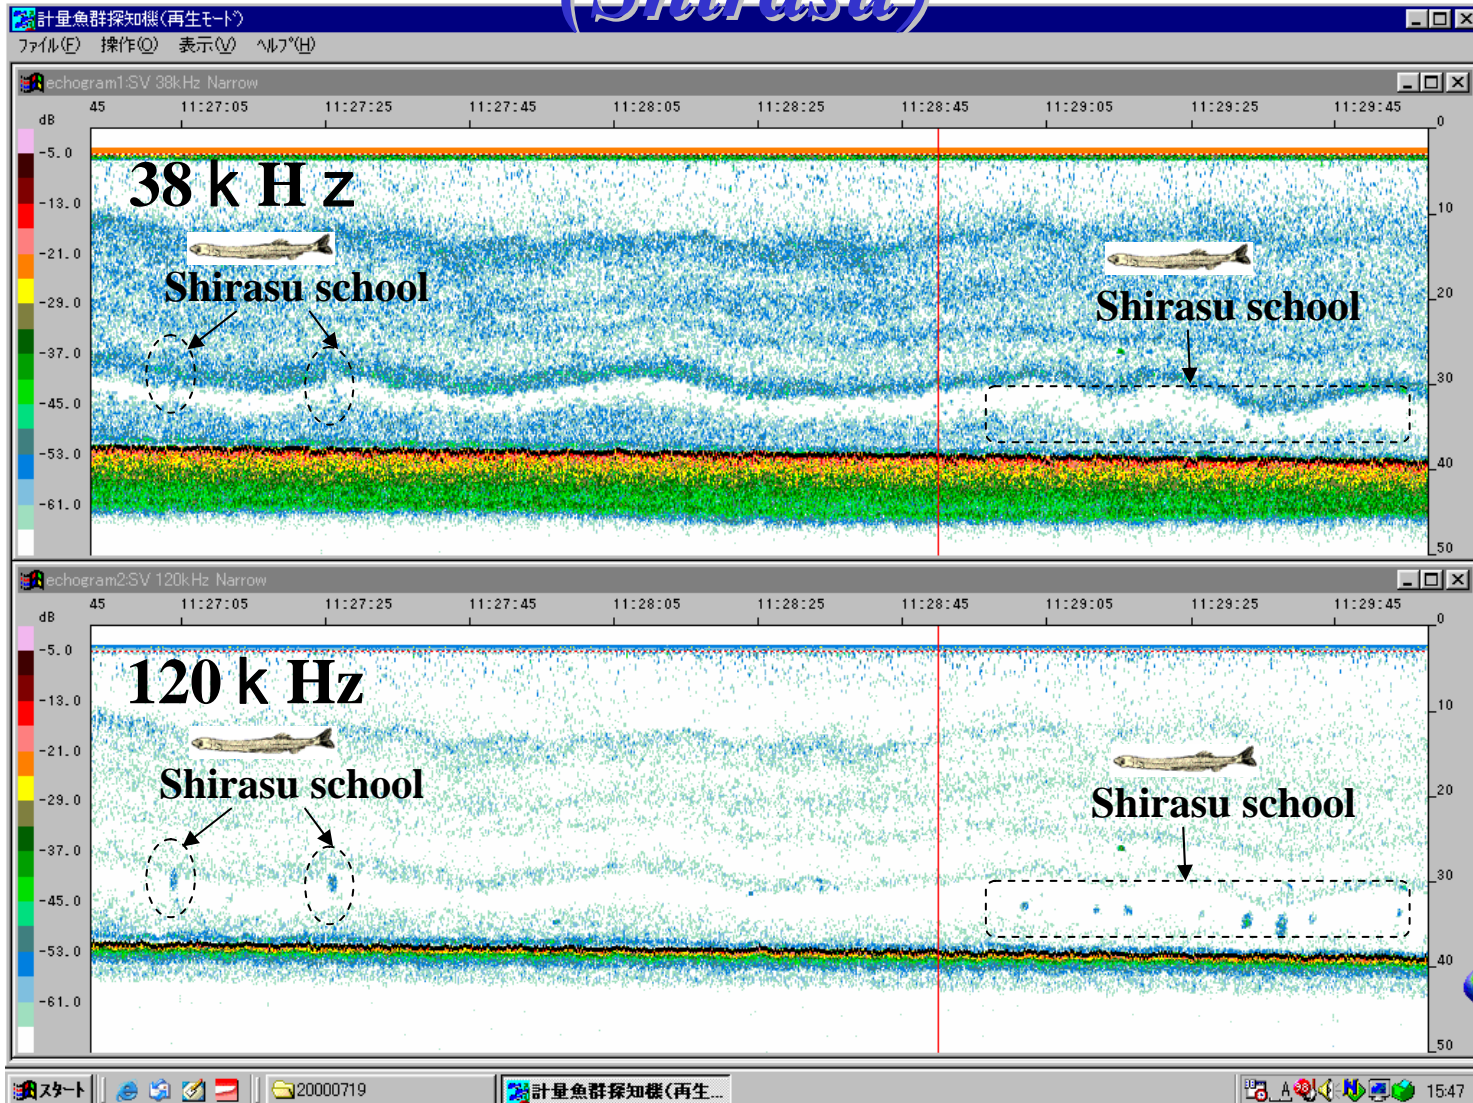 (Shirasu)
計量魚群探知機(再生モード)
ファイル(F) 操作(O) 表示(V) ヘルプ(H)
echogram1:SV 38kHz Narrow
45 11:27:05 11:27:25 11:27:45 11:28:05 11:28:25 11:28:45 11:29:05 11:29:25 11:29:45
dB
0
-5.0
38 k H z
-13.0
10
-21.0
Shirasu school
Shirasu school
20
-29.0
-37.0
30
-45.0
-53.0
40
-61.0
50
echogram2:SV 120kHz Narrow
45 11:27:05 11:27:25 11:27:45 11:28:05 11:28:25 11:28:45 11:29:05 11:29:25 11:29:45
dB
0
-5.0
120 k Hz
-13.0
10
-21.0
Shirasu school
Shirasu school
20
-29.0
-37.0
30
-45.0
-53.0
40
-61.0
50
スタート 20000719 計量魚群探知機(再生... 15:47